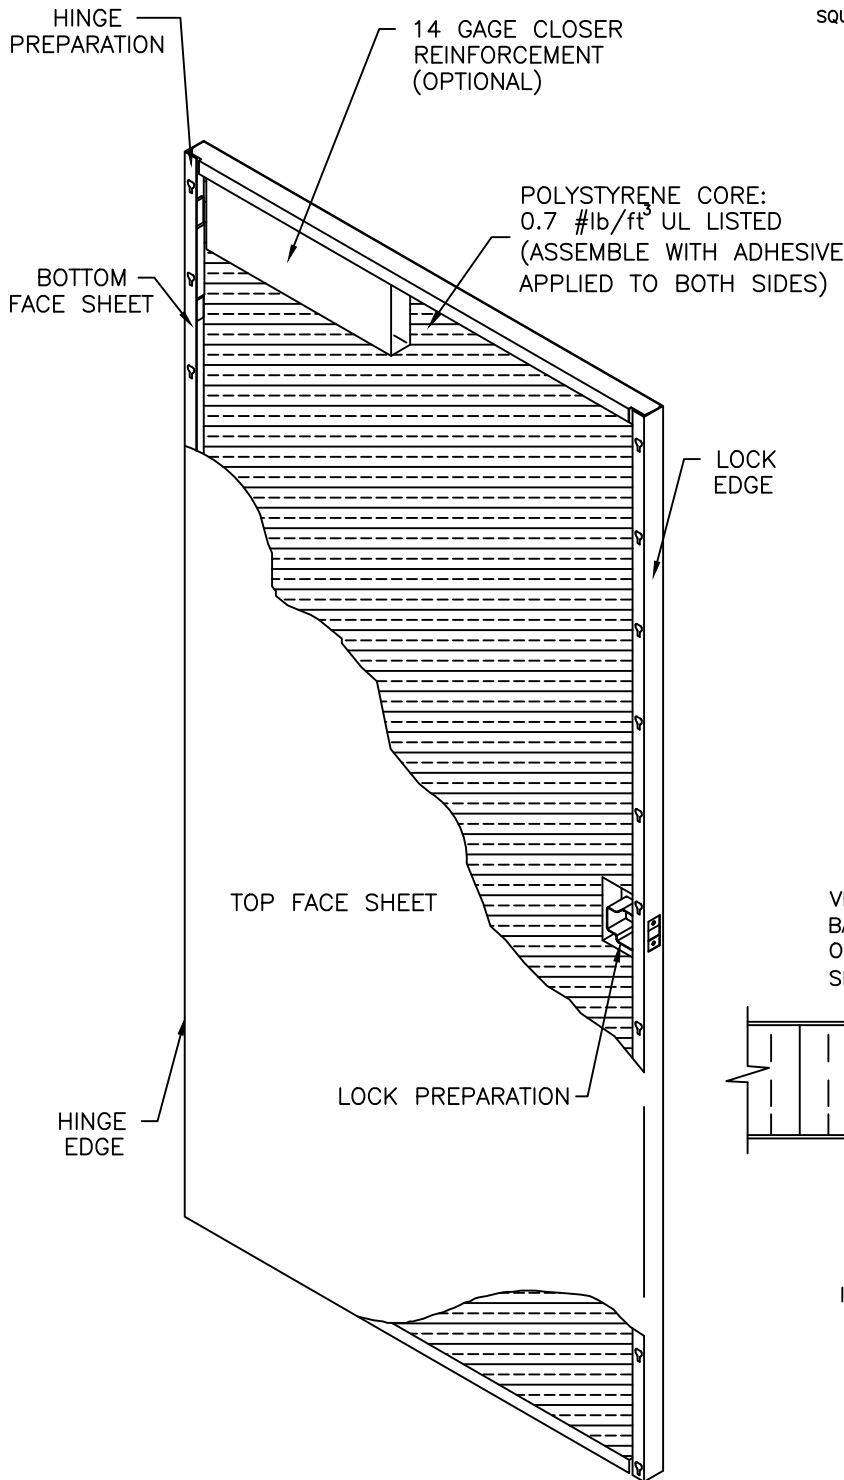 HINGE
PREPARATION
14 GAGE CLOSER
REINFORCEMENT
(OPTIONAL)
POLYSTYRENE CORE:
0.7 #lb/ft³ UL LISTED
(ASSEMBLE WITH ADHESIVE
APPLIED TO BOTH SIDES)
BOTTOM
FACE SHEET
LOCK
EDGE
TOP FACE SHEET
LOCK PREPARATION
HINGE
EDGE